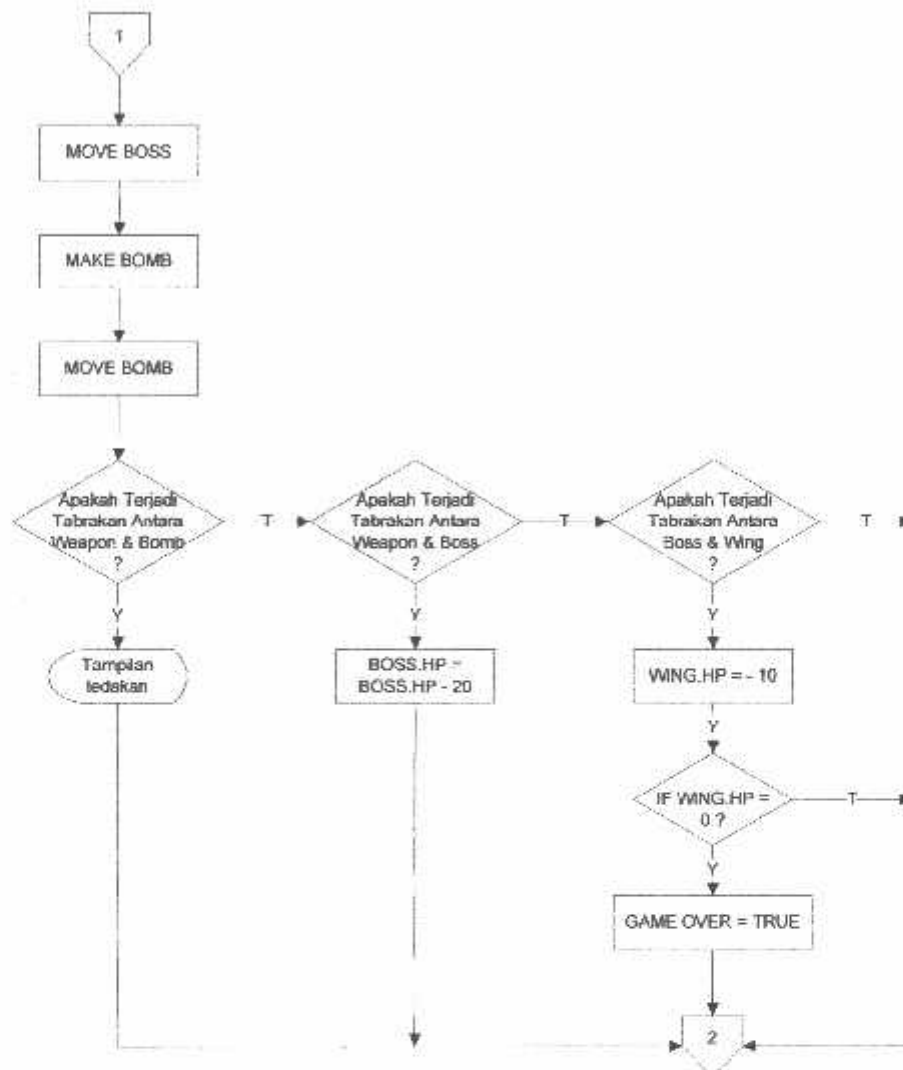 1
MOVE BOSS
MAKE BOMB
MOVE BOMB
Apakah Terjadi
Tabrakan Antara
Weapon & Bomb
?
T
Apakah Terjadi
Tabrakan Antara
Weapon & Boss
?
T
Apakah Terjadi
Tabrakan Antara
Boss & Wing
?
T
Y
Y
Y
Tampilan
ledakan
BOSS.HP =
BOSS.HP - 20
WING.HP = - 10
Y
IF WING.HP =
0 ?
T
Y
GAME OVER = TRUE
2